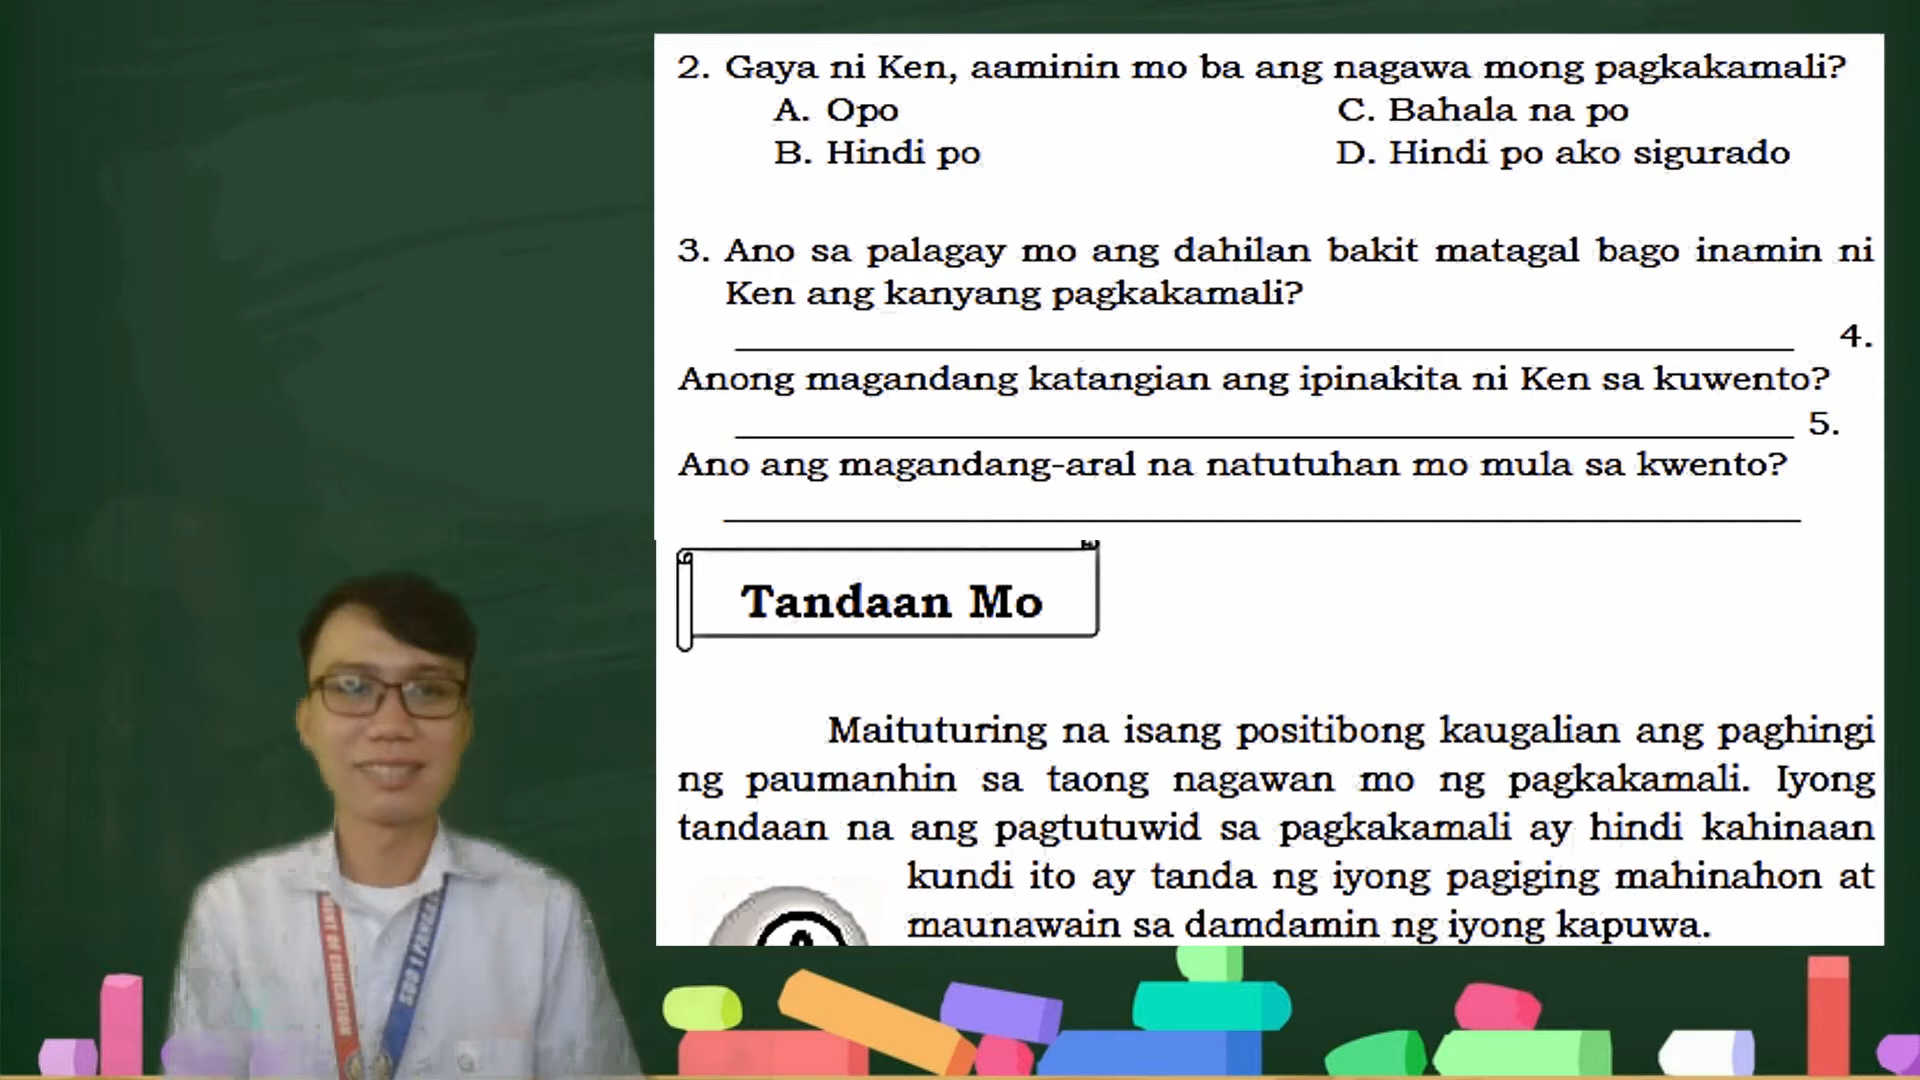 2. Gaya ni Ken, aaminin mo ba ang nagawa mong pagkakamali?
A. Opo
C. Bahala na po
B. Hindi po
D. Hindi po ako sigurado
3. Ano sa palagay mo ang dahilan bakit matagal bago inamin ni
Ken ang kanyang pagkakamali?
4.
Anong magandang katangian ang ipinakita ni Ken sa kuwento?
5.
Ano ang magandang-aral na natutuhan mo mula sa kwento?
Tandaan Mo
Maituturing na isang positibong kaugalian ang paghingi
ng paumanhin sa taong nagawan mo ng pagkakamali. Iyong
tandaan na ang pagtutuwid sa pagkakamali ay hindi kahinaan
kundi ito ay tanda ng iyong pagiging mahinahon at
maunawain sa damdamin ng iyong kapuwa.
OF EDUCATION